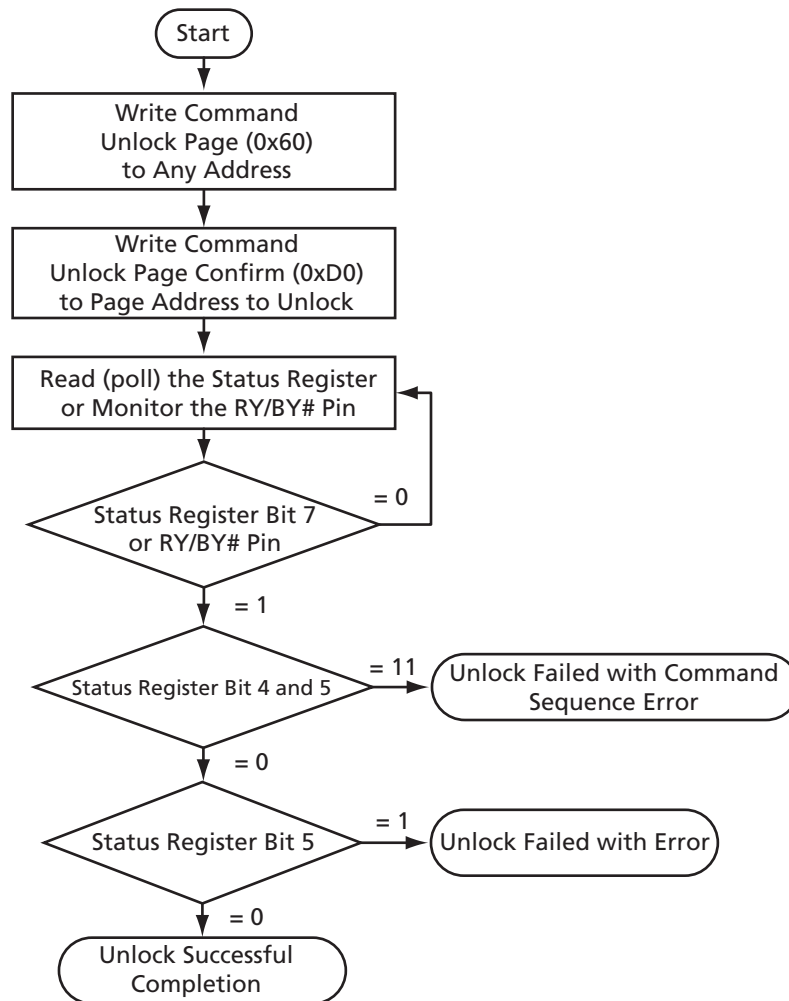 Start
Write Command
Unlock Page (0x60)
to Any Address
Write Command
Unlock Page Confirm (0xD0)
to Page Address to Unlock
Read (poll) the Status Register
or Monitor the RY/BY# Pin
= 0
Status Register Bit 7
or RY/BY# Pin
= 1
Status Register Bit 4 and 5
= 11
Unlock Failed with Command
Sequence Error
= 0
Status Register Bit 5
= 1
Unlock Failed with Error
= 0
Unlock Successful
Completion